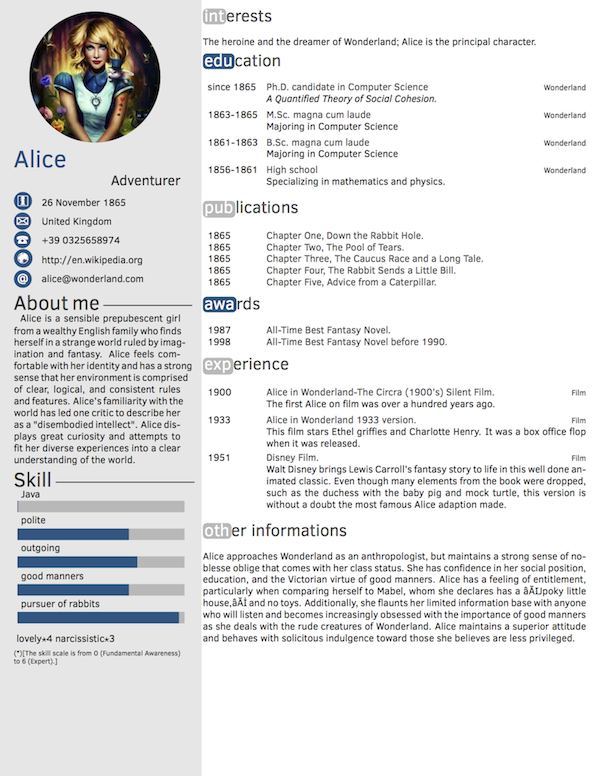 Alice
Adventurer
26 November 1865
United Kingdom
+39 0325658974
http://en.wikipedia.org
alice@wonderland.com
About me
Alice is a sensible prepubescent girl
from a wealthy English family who finds
herself in a strange world ruled by imag-
ination and fantasy. Alice feels com-
fortable with her identity and has a strong
sense that her environment is comprised
of clear, logical, and consistent rules
and features. Alice's familiarity with the
world has led one critic to describe her
as a "disembodied intellect". Alice dis-
plays great curiosity and attempts to
fit her diverse experiences into a clear
understanding of the world.
Skill
Java
polite
outgoing
good manners
pursuer of rabbits
lovely*4 narcissistic*3
(*)[The skill scale is from 0 (Fundamental Awareness)
to 6 (Expert).]
interests
The heroine and the dreamer of Wonderland; Alice is the principal character.
education
since 1865 Ph.D. candidate in Computer Science Wonderland
A Quantified Theory of Social Cohesion.
1863-1865 M.Sc. magna cum laude Wonderland
Majoring in Computer Science
1861-1863 B.Sc. magna cum laude Wonderland
Majoring in Computer Science
1856-1861 High school Wonderland
Specializing in mathematics and physics.
publications
1865 Chapter One, Down the Rabbit Hole.
1865 Chapter Two, The Pool of Tears.
1865 Chapter Three, The Caucus Race and a Long Tale.
1865 Chapter Four, The Rabbit Sends a Little Bill.
1865 Chapter Five, Advice from a Caterpillar.
awards
1987 All-Time Best Fantasy Novel.
1998 All-Time Best Fantasy Novel before 1990.
experience
1900 Alice in Wonderland-The Circra (1900's) Silent Film. Film
The first Alice on film was over a hundred years ago.
1933 Alice in Wonderland 1933 version. Film
This film stars Ethel griffies and Charlotte Henry. It was a box office flop
when it was released.
1951 Disney Film. Film
Walt Disney brings Lewis Carroll's fantasy story to life in this well done an-
imated classic. Even though many elements from the book were dropped,
such as the duchess with the baby pig and mock turtle, this version is
without a doubt the most famous Alice adaption made.
other informations
Alice approaches Wonderland as an anthropologist, but maintains a strong sense of no-
blesse oblige that comes with her class status. She has confidence in her social position,
education, and the Victorian virtue of good manners. Alice has a feeling of entitlement,
particularly when comparing herself to Mabel, whom she declares has a âĂIJpoky little
house,âĂİ and no toys. Additionally, she flaunts her limited information base with anyone
who will listen and becomes increasingly obsessed with the importance of good manners
as she deals with the rude creatures of Wonderland. Alice maintains a superior attitude
and behaves with solicitous indulgence toward those she believes are less privileged.